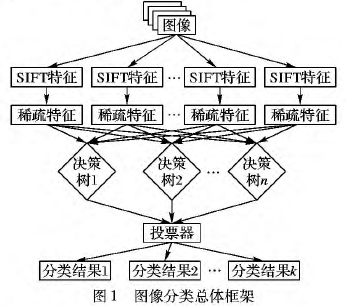 图像
SIFT特征 SIFT特征 … SIFT特征 SIFT特征
稀疏特征 稀疏特征 … 稀疏特征 稀疏特征
决策树1 决策树2 … 决策树n
投票器
分类结果1 分类结果2 … 分类结果k
图1 图像分类总体框架